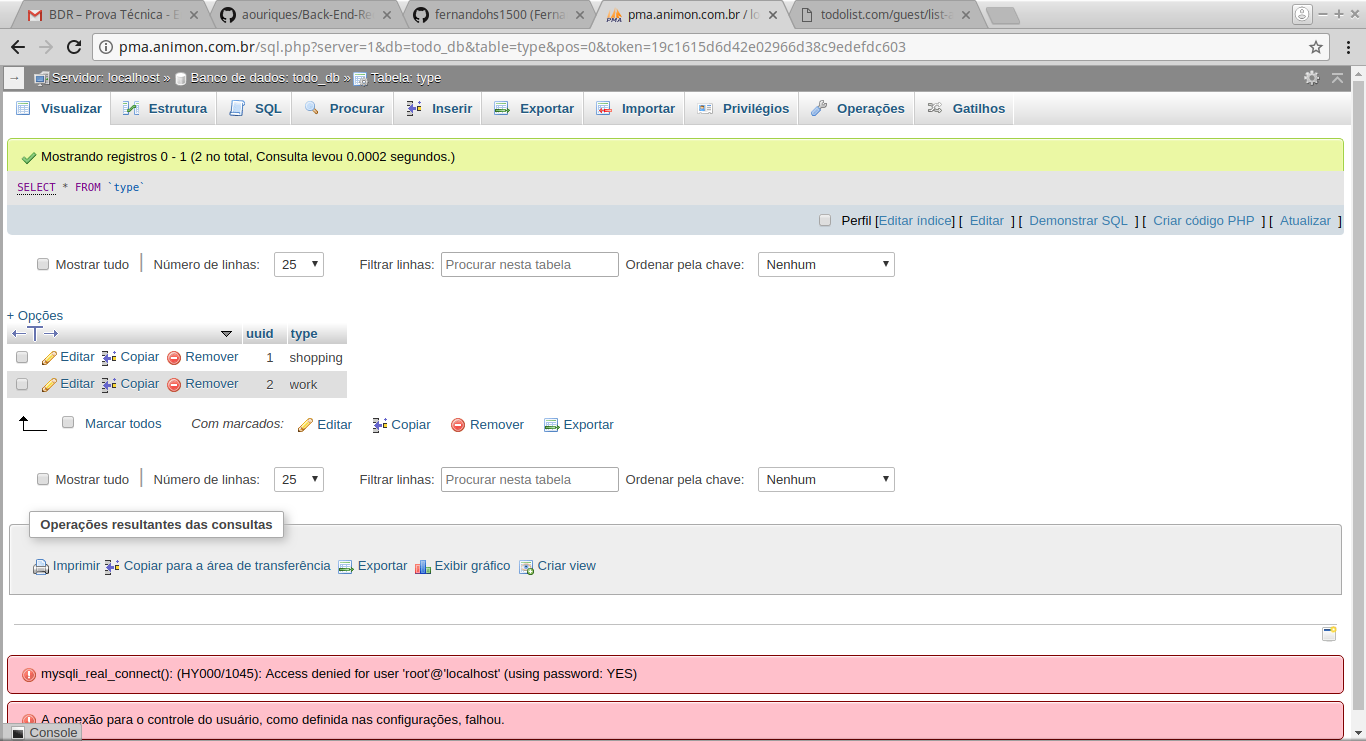 BDR – Prova Técnica - E
aouriques/Back-End-Re
fernandohs1500 (Ferna
pma.animon.com.br / lo
todolist.com/guest/list-a
pma.animon.com.br/sql.php?server=1&db=todo_db&table=type&pos=0&token=19c1615d6d42e02966d38c9edefdc603
Servidor: localhost » Banco de dados: todo_db » Tabela: type
Visualizar Estrutura SQL Procurar Inserir Exportar Importar Privilégios Operações Gatilhos
Mostrando registros 0 - 1 (2 no total, Consulta levou 0.0002 segundos.)
SELECT * FROM `type`
Perfil [Editar índice] [ Editar ] [ Demonstrar SQL ] [ Criar código PHP ] [ Atualizar ]
Mostrar tudo | Número de linhas: 25 Filtrar linhas: Procurar nesta tabela Ordenar pela chave: Nenhum
+ Opções
←T→ uuid type
Editar Copiar Remover 1 shopping
Editar Copiar Remover 2 work
Marcar todos Com marcados: Editar Copiar Remover Exportar
Mostrar tudo | Número de linhas: 25 Filtrar linhas: Procurar nesta tabela Ordenar pela chave: Nenhum
Operações resultantes das consultas
Imprimir Copiar para a área de transferência Exportar Exibir gráfico Criar view
mysqli_real_connect(): (HY000/1045): Access denied for user 'root'@'localhost' (using password: YES)
A conexão para o controle do usuário, como definida nas configurações, falhou.
Console